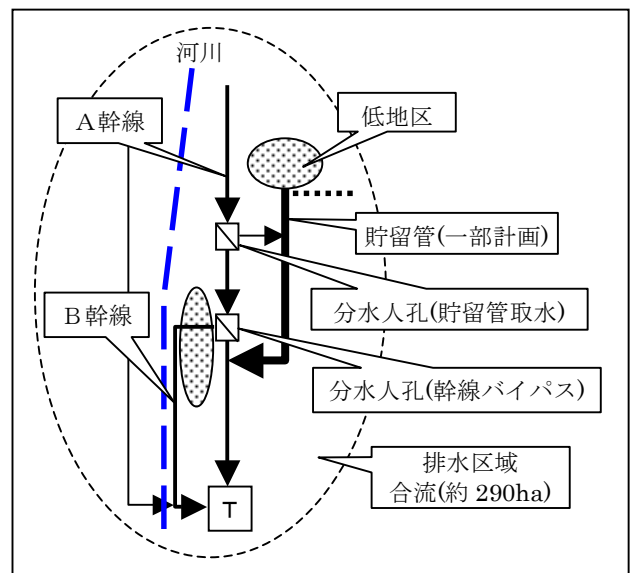 河川
A幹線
低地区
貯留管(一部計画)
分水人孔(貯留管取水)
B幹線
分水人孔(幹線バイパス)
排水区域
合流(約 290ha)
T